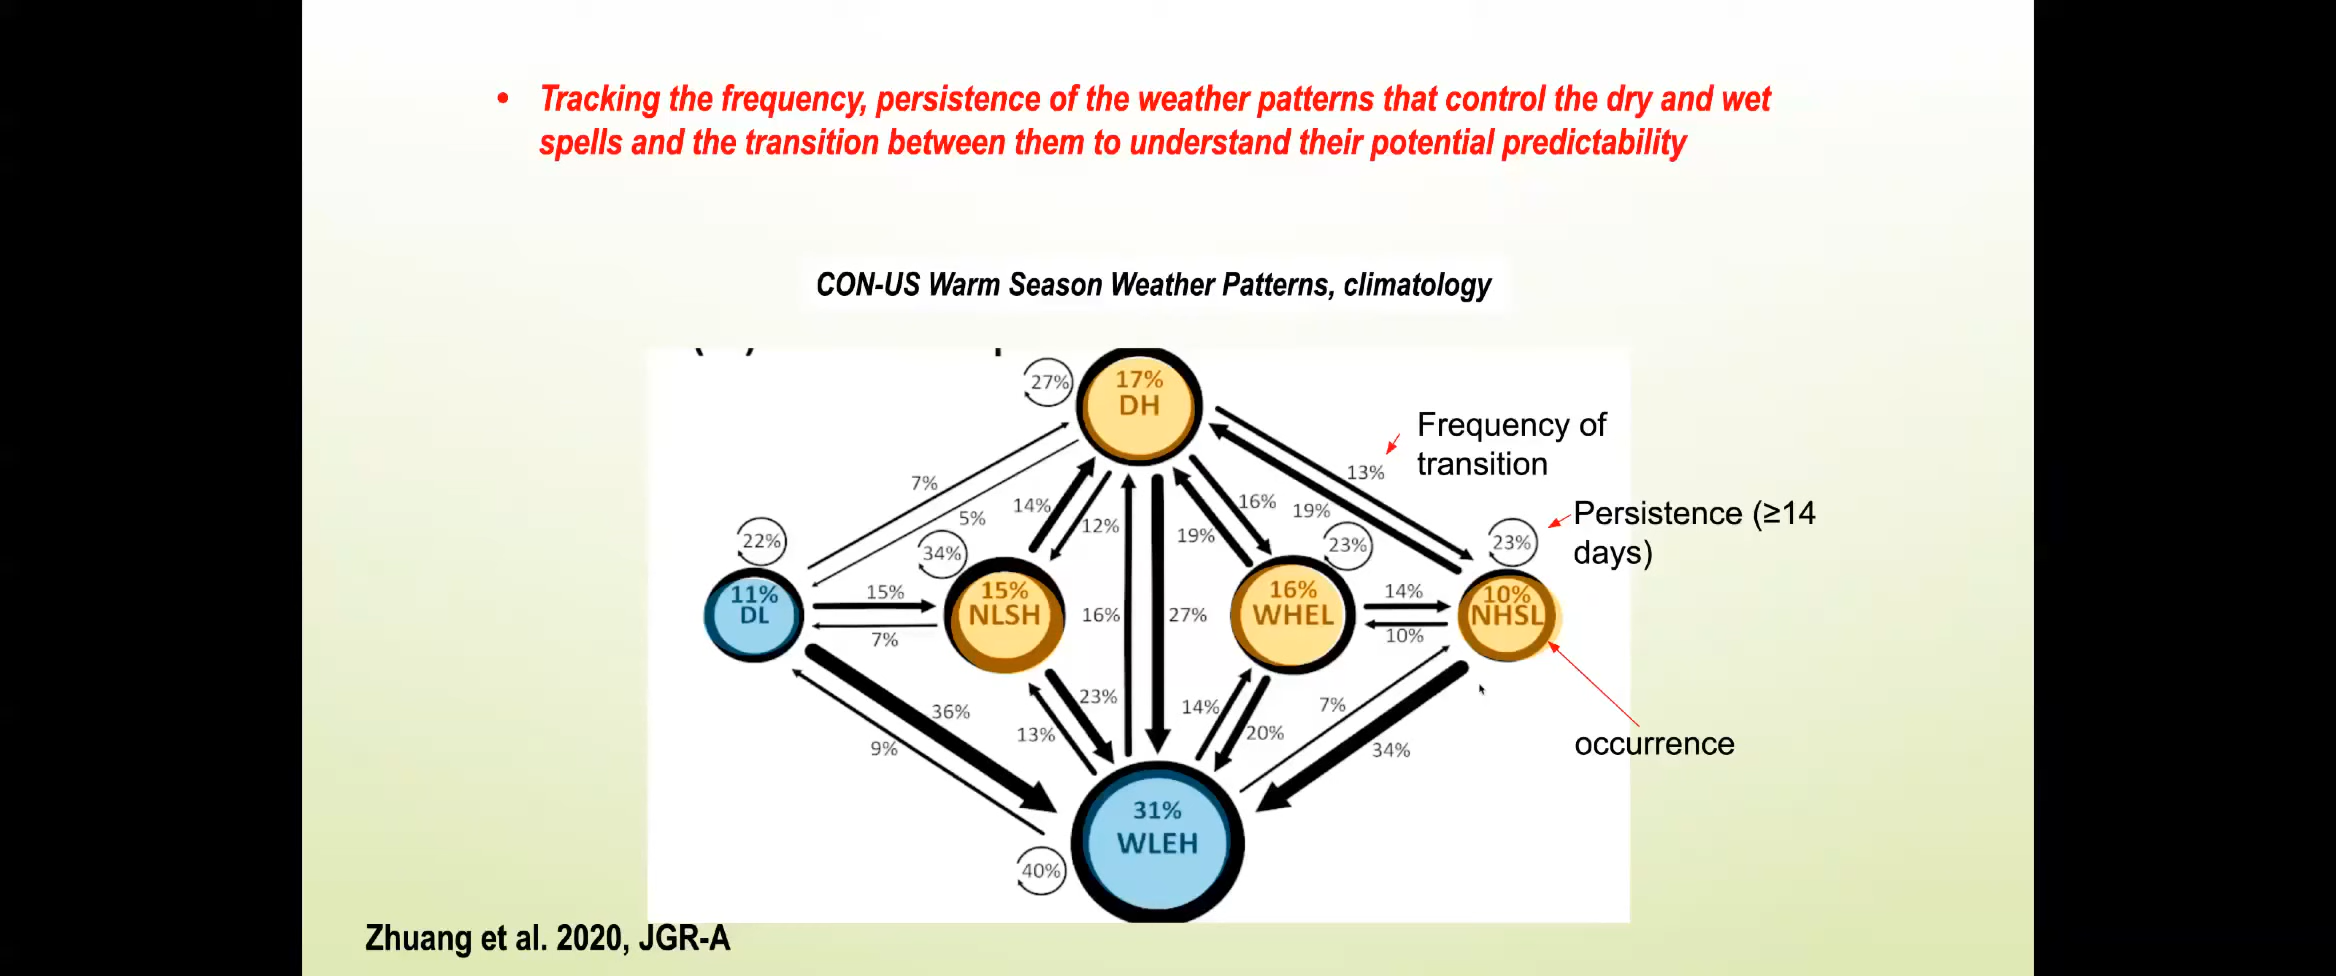 • Tracking the frequency, persistence of the weather patterns that control the dry and wet
spells and the transition between them to understand their potential predictability
CON-US Warm Season Weather Patterns, climatology
27%
17%
DH
Frequency of
transition
13%
7%
5%
14%
12%
16%
19%
19%
Persistence (≥14
days)
22%
34%
23%
23%
11%
DL
15%
7%
15%
NLSH
16%
27%
16%
WHEL
14%
10%
10%
NHSL
36%
9%
23%
13%
14%
20%
7%
34%
occurrence
31%
WLEH
40%
Zhuang et al. 2020, JGR-A